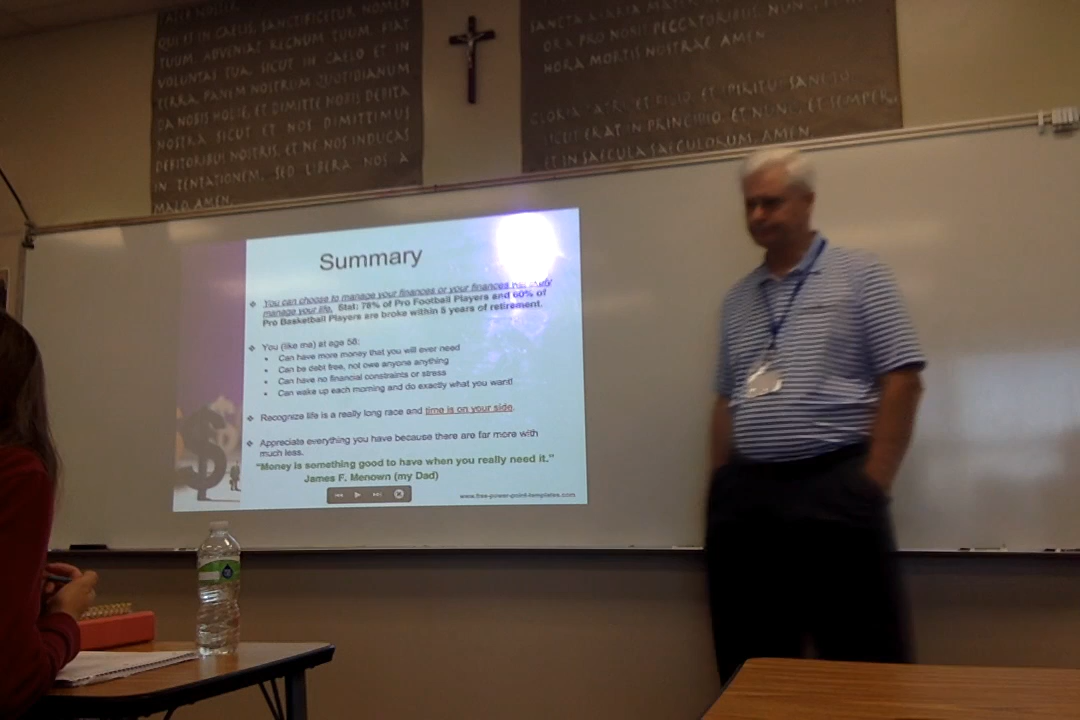 PATER NOSTER,
QUI ES IN CAELIS, SANCTIFICETUR NOMEN
TUUM. ADVENIAT REGNUM TUUM. FIAT
VOLUNTAS TUA, SICUT IN CAELO ET IN
TERRA. PANEM NOSTRUM QUOTIDIANUM
DA NOBIS HODIE, ET DIMITTE NOBIS DEBITA
NOSTRA SICUT ET NOS DIMITTIMUS
DEBITORIBUS NOSTRIS. ET NE NOS INDUCAS
IN TENTATIONEM, SED LIBERA NOS A
MALO. AMEN.
SANCTA MARIA MATER
ORA PRO NOBIS PECCATORIBUS, NUNC, ET IN
HORA MORTIS NOSTRAE AMEN
GLORIA PATRI, ET FILIO, ET SPIRITUI SANCTO
SICUT ERAT IN PRINCIPIO, ET NUNC, ET SEMPER,
ET IN SAECULA SAECULORUM. AMEN
Summary
You can choose to manage your finances or your finances
manage your life. Stat: 78% of Pro Football Players and 60% of
Pro Basketball Players are broke within 5 years of retirement.
You (like me) at age 50:
Can have more money that you will ever need
Can be debt free, not owe anyone anything
Can have no financial constraints or stress
Can wake up each morning and do exactly what you want!
Recognize life is a really long race and time is on your side.
Appreciate everything you have because there are far more with
much less.
"Money is something good to have when you really need it."
James F. Menown (my Dad)
www.free-power-point-templates.com